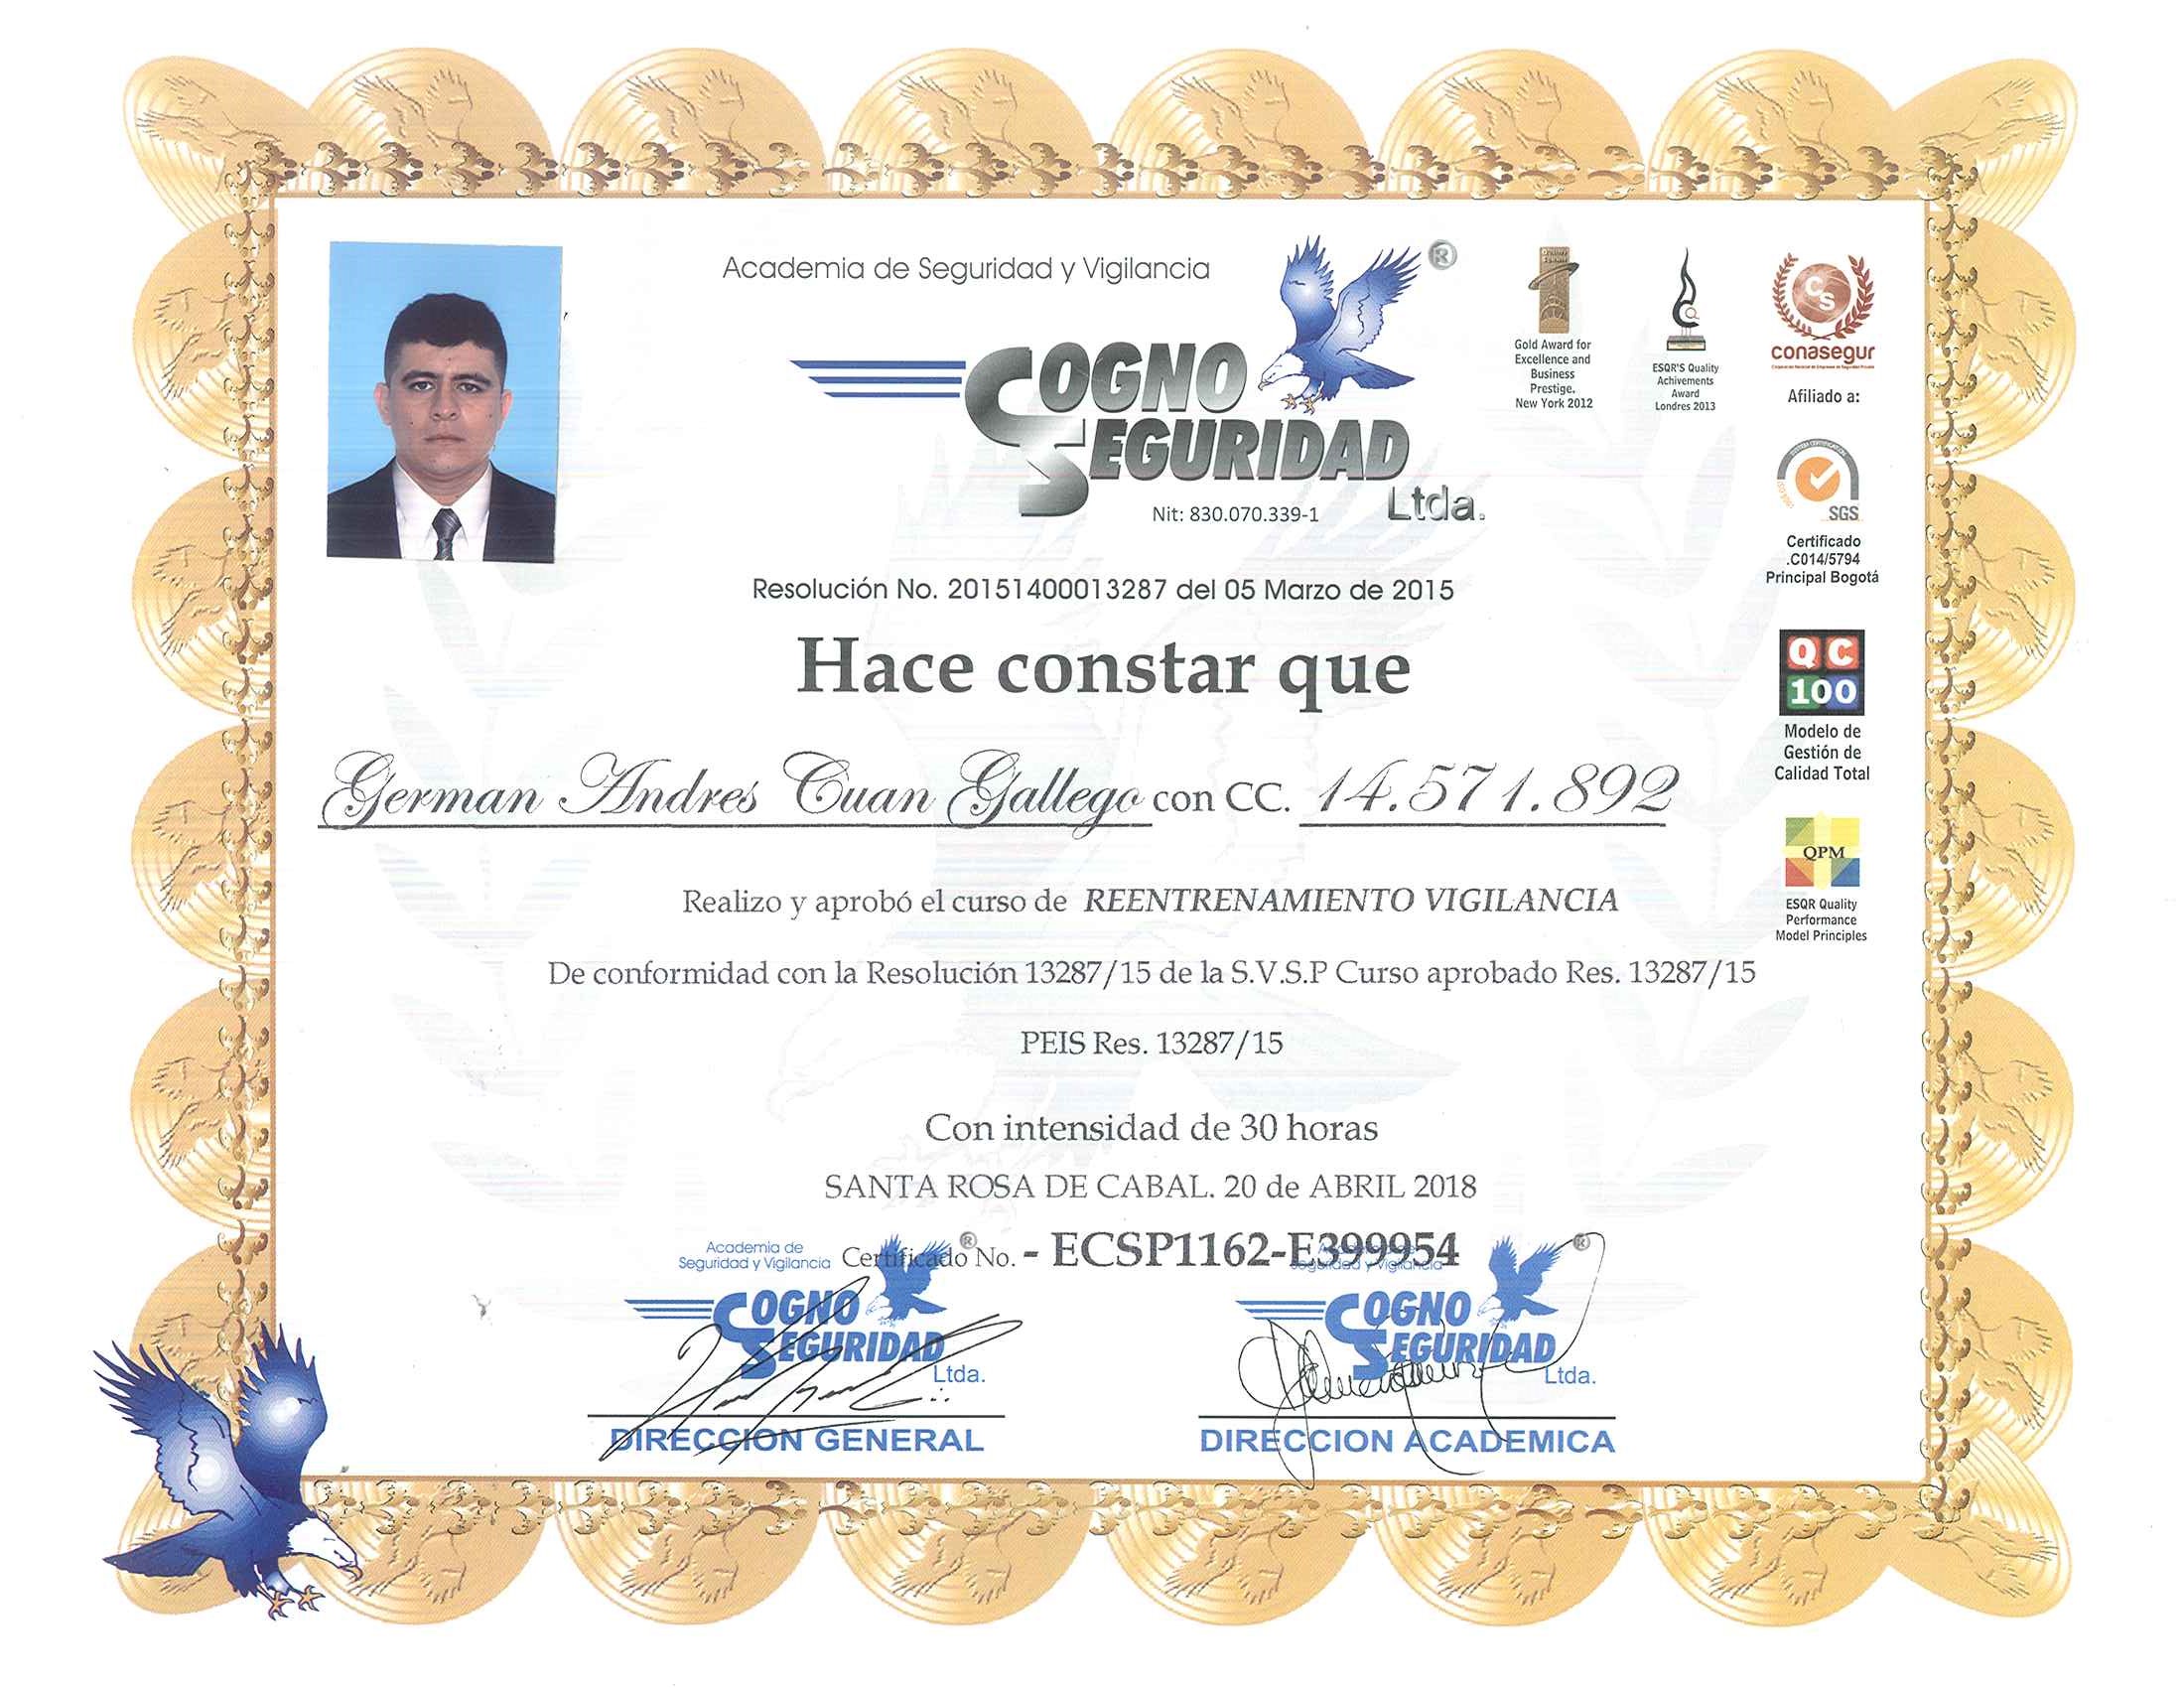 Academia de Seguridad y Vigilancia
®
COGNO
SEGURIDAD
Ltda.
Nit: 830.070.339-1
Gold Award for
Excellence and
Business
Prestige.
New York 2012
ESQR'S Quality
Achivements
Award
Londres 2013
CS
conasegur
Afiliado a:
SGS
Certificado
.C014/5794
Principal Bogotá
QC
100
Modelo de
Gestión de
Calidad Total
QPM
ESQR Quality
Performance
Model Principles
Resolución No. 20151400013287 del 05 Marzo de 2015
Hace constar que
German Andres Cuan Gallego con CC. 14.571.892
Realizo y aprobó el curso de REENTRENAMIENTO VIGILANCIA
De conformidad con la Resolución 13287/15 de la S.V.S.P Curso aprobado Res. 13287/15
PEIS Res. 13287/15
Con intensidad de 30 horas
SANTA ROSA DE CABAL. 20 de ABRIL 2018
Certificado No. - ECSP1162-E399954
Academia de
Seguridad y Vigilancia
®
COGNO
SEGURIDAD
Ltda.
DIRECCION GENERAL
Seguridad y Vigilancia
®
COGNO
SEGURIDAD
Ltda.
DIRECCION ACADEMICA